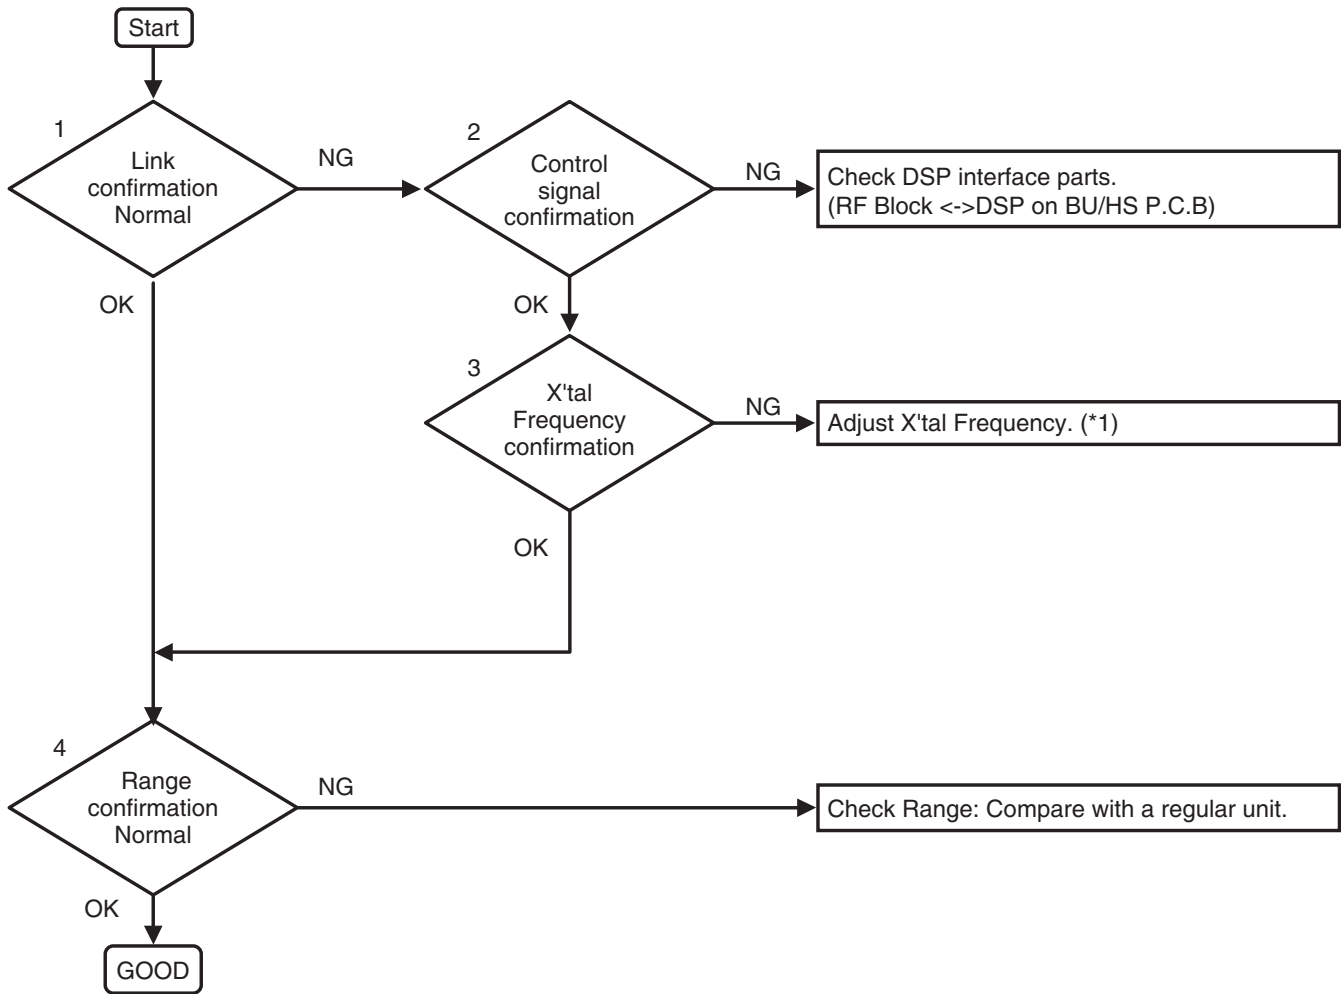 Start
1
Link
confirmation
Normal
NG
2
Control
signal
confirmation
NG
Check DSP interface parts.
(RF Block <->DSP on BU/HS P.C.B)
OK
OK
3
X'tal
Frequency
confirmation
NG
Adjust X'tal Frequency. (*1)
OK
4
Range
confirmation
Normal
NG
Check Range: Compare with a regular unit.
OK
GOOD